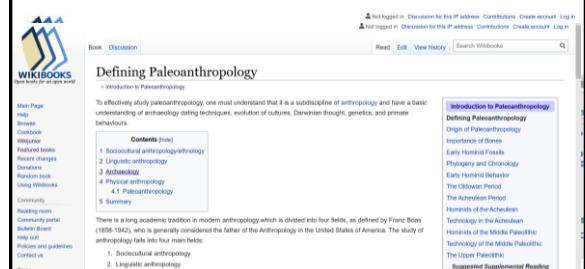 Not logged in Discussion for this IP address Contributions Create account Log in
Not logged in Discussion for this IP address Contributions Create account Log in
Book Discussion Read Edit View history Search Wikibooks
WIKIBOOKS
Open books for an open world
Main Page
Help
Browse
Cookbook
Wikijunior
Featured books
Recent changes
Donations
Random book
Using Wikibooks
Community
Reading room
Community portal
Bulletin Board
Help out!
Policies and guidelines
Contact us
Defining Paleoanthropology
< Introduction to Paleoanthropology
To effectively study paleoanthropology, one must understand that it is a subdiscipline of anthropology and have a basic
understanding of archaeology dating techniques, evolution of cultures, Darwinian thought, genetics, and primate
behaviours.
Contents [hide]
1 Sociocultural anthropology/ethnology
2 Linguistic anthropology
3 Archaeology
4 Physical anthropology
4.1 Paleoanthropology
5 Summary
There is a long academic tradition in modern anthropology which is divided into four fields, as defined by Franz Boas
(1858-1942), who is generally considered the father of the Anthropology in the United States of America. The study of
anthropology falls into four main fields:
1. Sociocultural anthropology
2. Linguistic anthropology
Introduction to Paleoanthropology
Defining Paleoanthropology
Origin of Paleoanthropology
Importance of Bones
Early Hominid Fossils
Phylogeny and Chronology
Early Hominid Behavior
The Oldowan Period
The Acheulean Period
Hominids of the Acheulean
Technology in the Acheulean
Hominids of the Middle Paleolithic
Technology of the Middle Paleolithic
The Upper Paleolithic
Suggested Supplemental Reading